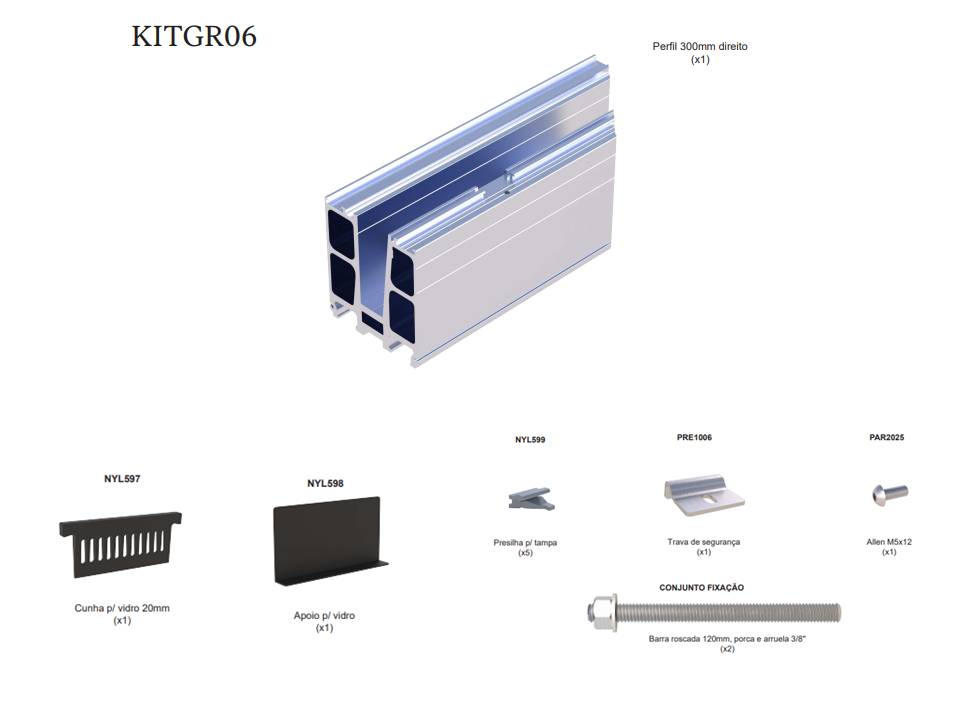 KITGR06
Perfil 300mm direito
(x1)
NYL597
Cunha p/ vidro 20mm
(x1)
NYL598
Apoio p/ vidro
(x1)
NYL599
Presilha p/ tampa
(x5)
PRE1006
Trava de segurança
(x1)
PAR2025
Allen M5x12
(x1)
CONJUNTO FIXAÇÃO
Barra roscada 120mm, porca e arruela 3/8"
(x2)